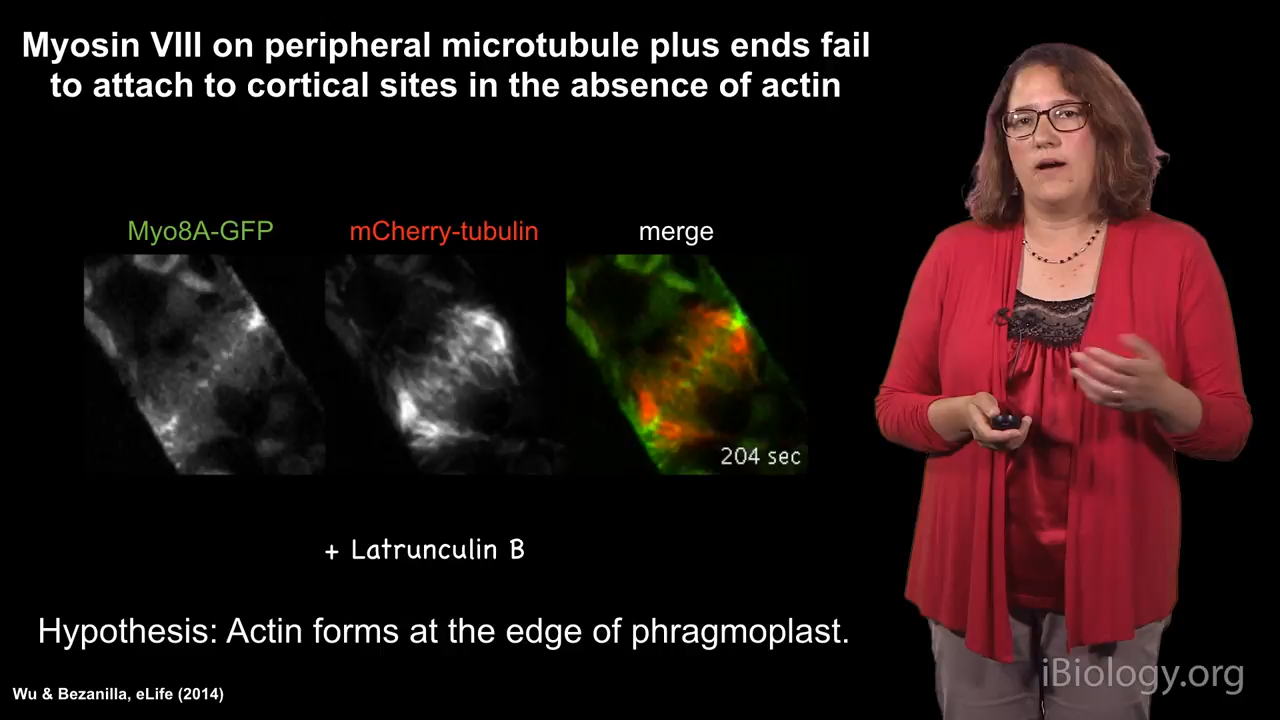 Myosin VIII on peripheral microtubule plus ends fail
to attach to cortical sites in the absence of actin
Myo8A-GFP
mCherry-tubulin
merge
204 sec
+ Latrunculin B
Hypothesis: Actin forms at the edge of phragmoplast.
Wu & Bezanilla, eLife (2014)
iBiology.org